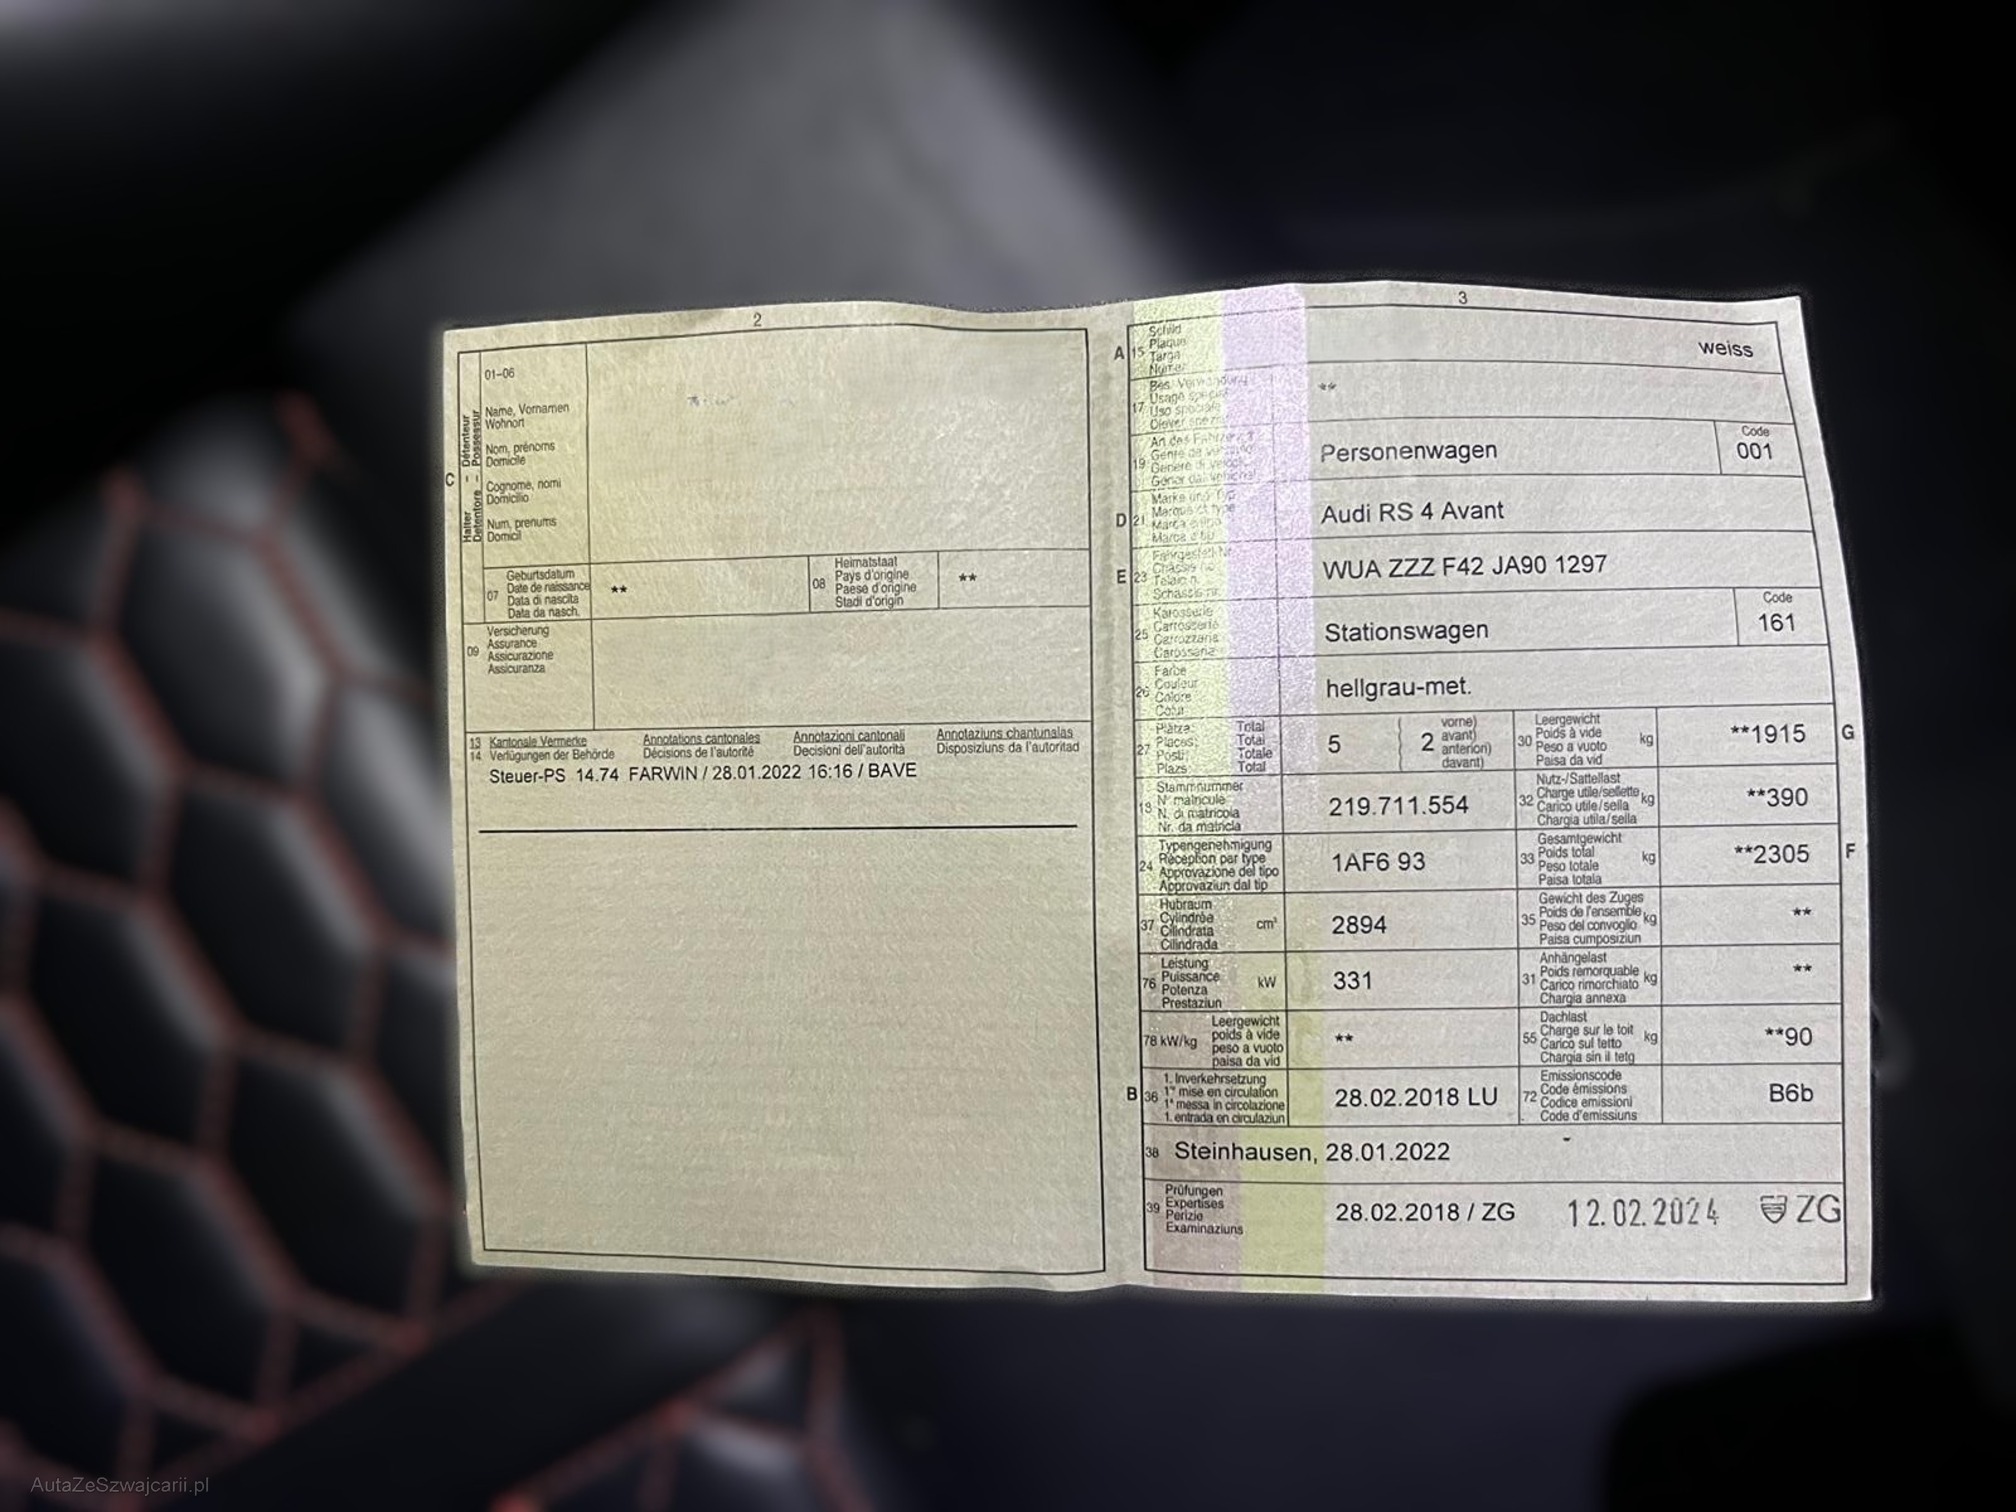 2
01–06
Name, Vornamen
Wohnort
Nom, prénoms
Domicile
Cognome, nomi
Domicilio
Num, prenums
Domicil
C
Halter – Détenteur
Detentore – Possessur
07
Geburtsdatum
Date de naissance
Data di nascita
Data da nasch.
**
08
Heimatstaat
Pays d'origine
Paese d'origine
Stadi d'origin
**
09
Versicherung
Assurance
Assicurazione
Assicuranza
13 Kantonale Vermerke Annotations cantonales Annotazioni cantonali Annotaziuns chantunalas
14 Verfügungen der Behörde Décisions de l'autorité Decisioni dell'autorità Disposiziuns da l'autoritad
Steuer-PS 14.74 FARWIN / 28.01.2022 16:16 / BAVE
3
A 15
Schild
Plaque
Targa
weiss
17
Usage
Uso speciale
**
19
Personenwagen
Code
001
D 21
Marke und Typ
Audi RS 4 Avant
E 23
WUA ZZZ F42 JA90 1297
25
Karosserie
Carrosserie
Carrozzeria
Carossaria
Stationswagen
Code
161
26
Farbe
Couleur
Colore
Colur
hellgrau-met.
27
Plätze: Total
Places: Total
Posti: Totale
Plazs: Total
5
2
vorne)
avant)
anteriori)
davant)
30
Leergewicht
Poids à vide
Peso a vuoto
Paisa da vid
kg
**1915
G
18
Stammnummer
N° matricule
N. di matricola
Nr. da matricla
219.711.554
32
Nutz-/Sattellast
Charge utile/sellette
Carico utile/sella
Chargia utila/sella
kg
**390
24
Typengenehmigung
Réception par type
Approvazione del tipo
Approvaziun dal tip
1AF6 93
33
Gesamtgewicht
Poids total
Peso totale
Paisa totala
kg
**2305
F
37
Hubraum
Cylindrée
Cilindrata
Cilindrada
cm³
2894
35
Gewicht des Zuges
Poids de l'ensemble
Peso del convoglio
Paisa cumposiziun
kg
**
76
Leistung
Puissance
Potenza
Prestaziun
kW
331
31
Anhängelast
Poids remorquable
Carico rimorchiato
Chargia annexa
kg
**
78 kW/kg
Leergewicht
poids à vide
peso a vuoto
paisa da vid
**
55
Dachlast
Charge sur le toit
Carico sul tetto
Chargia sin il tetg
kg
**90
B 36
1. Inverkehrsetzung
1re mise en circulation
1a messa in circolazione
1. entrada en circulaziun
28.02.2018 LU
72
Emissionscode
Code émissions
Codice emissioni
Code d'emissiuns
B6b
38 Steinhausen, 28.01.2022
39
Prüfungen
Expertises
Perizie
Examinaziuns
28.02.2018 / ZG 12.02.2024 ZG
AutaZeSzwajcarii.pl